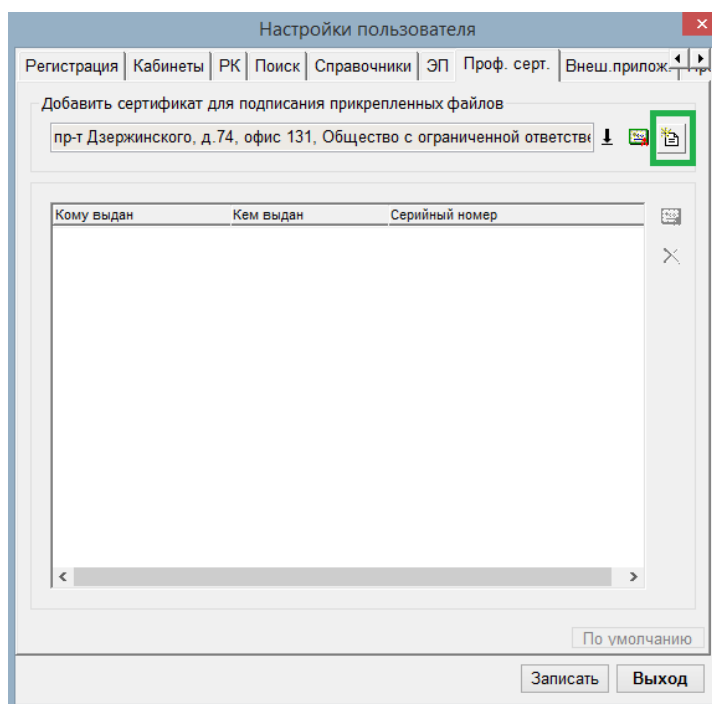 Настройки пользователя
Регистрация Кабинеты РК Поиск Справочники ЭП Проф. серт. Внеш.прилож.
Добавить сертификат для подписания прикрепленных файлов
пр-т Дзержинского, д.74, офис 131, Общество с ограниченной ответстве
Кому выдан Кем выдан Серийный номер
По умолчанию
Записать Выход